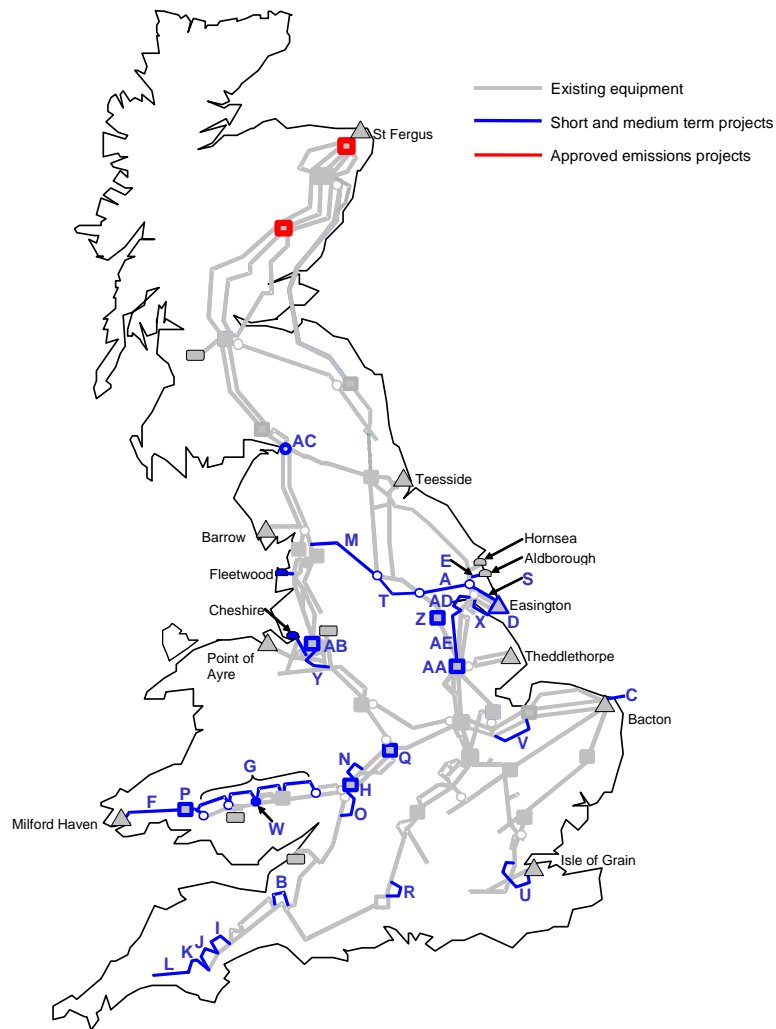 Existing equipment
St Fergus
Short and medium term projects
Approved emissions projects
AC
Teesside
Barrow
M
Hornsea
E
Aldborough
Fleetwood
A
S
T
AD
Cheshire
Z
X
D
Easington
AB
AE
Point of
Ayre
Theddlethorpe
AA
Y
C
Bacton
V
Q
N
G
H
F
P
O
Milford Haven
W
Isle of Grain
B
R
U
I
J
K
L